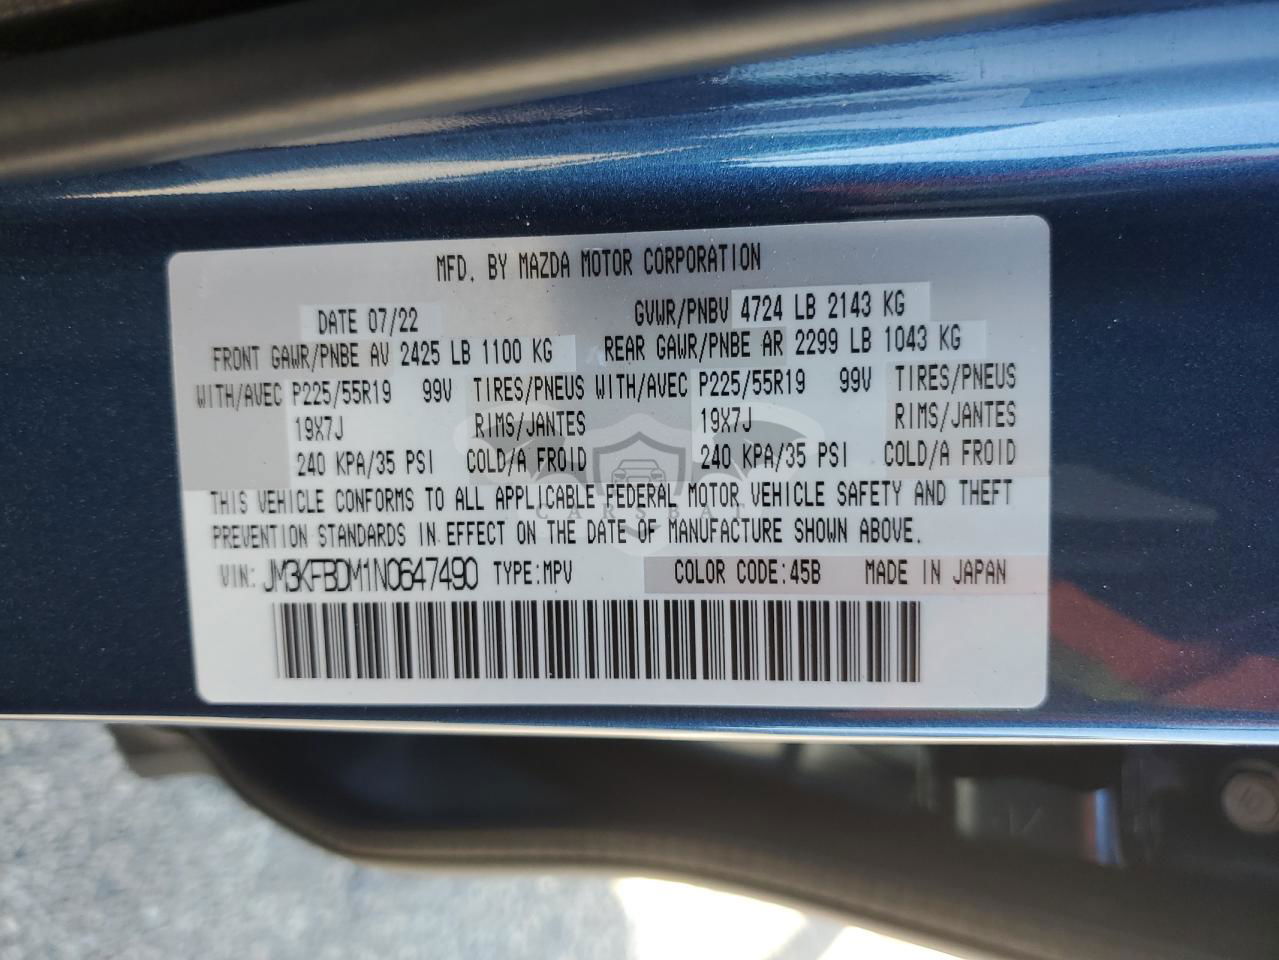 MFD. BY MAZDA MOTOR CORPORATION
DATE 07/22 GVWR/PNBV 4724 LB 2143 KG
FRONT GAWR/PNBE AV 2425 LB 1100 KG REAR GAWR/PNBE AR 2299 LB 1043 KG
WITH/AVEC P225/55R19 99V TIRES/PNEUS WITH/AVEC P225/55R19 99V TIRES/PNEUS
19X7J RIMS/JANTES 19X7J RIMS/JANTES
240 KPA/35 PSI COLD/A FROID 240 KPA/35 PSI COLD/A FROID
THIS VEHICLE CONFORMS TO ALL APPLICABLE FEDERAL MOTOR VEHICLE SAFETY AND THEFT
CARSBAT
PREVENTION STANDARDS IN EFFECT ON THE DATE OF MANUFACTURE SHOWN ABOVE.
VIN: JM3KFBDM1N0647490 TYPE:MPV COLOR CODE:45B MADE IN JAPAN